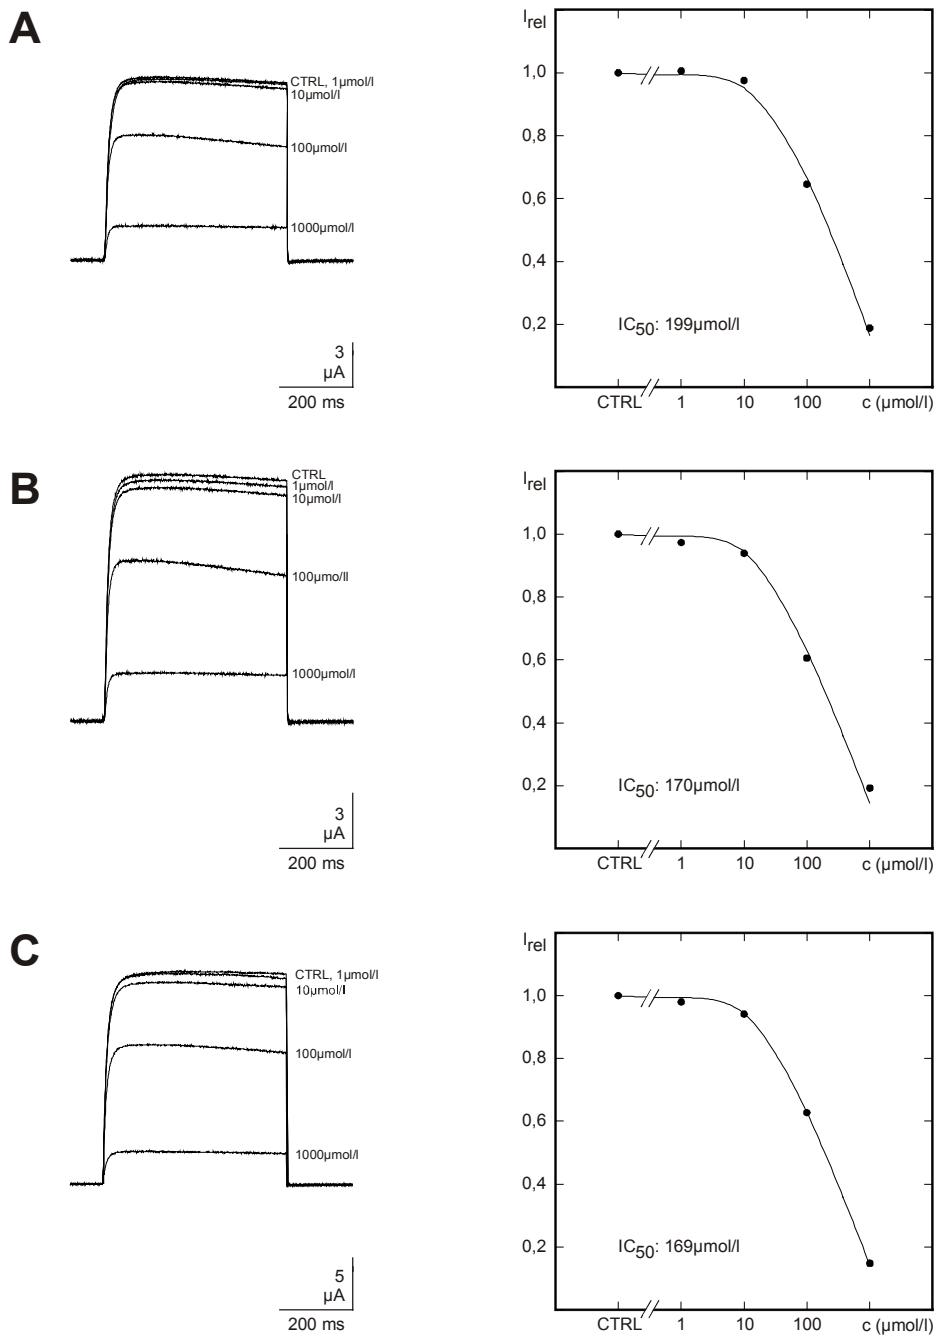 A
CTRL, 1µmol/l
10µmol/l
100µmol/l
1000µmol/l
3
µA
200 ms
Irel
1,0
0,8
0,6
0,4
0,2
IC50: 199µmol/l
CTRL 1 10 100 c (µmol/l)
B
CTRL
1µmol/l
10µmol/l
100µmo/ll
1000µmol/l
3
µA
200 ms
Irel
1,0
0,8
0,6
0,4
0,2
IC50: 170µmol/l
CTRL 1 10 100 c (µmol/l)
C
CTRL, 1µmol/l
10µmol/l
100µmol/l
1000µmol/l
5
µA
200 ms
Irel
1,0
0,8
0,6
0,4
0,2
IC50: 169µmol/l
CTRL 1 10 100 c (µmol/l)